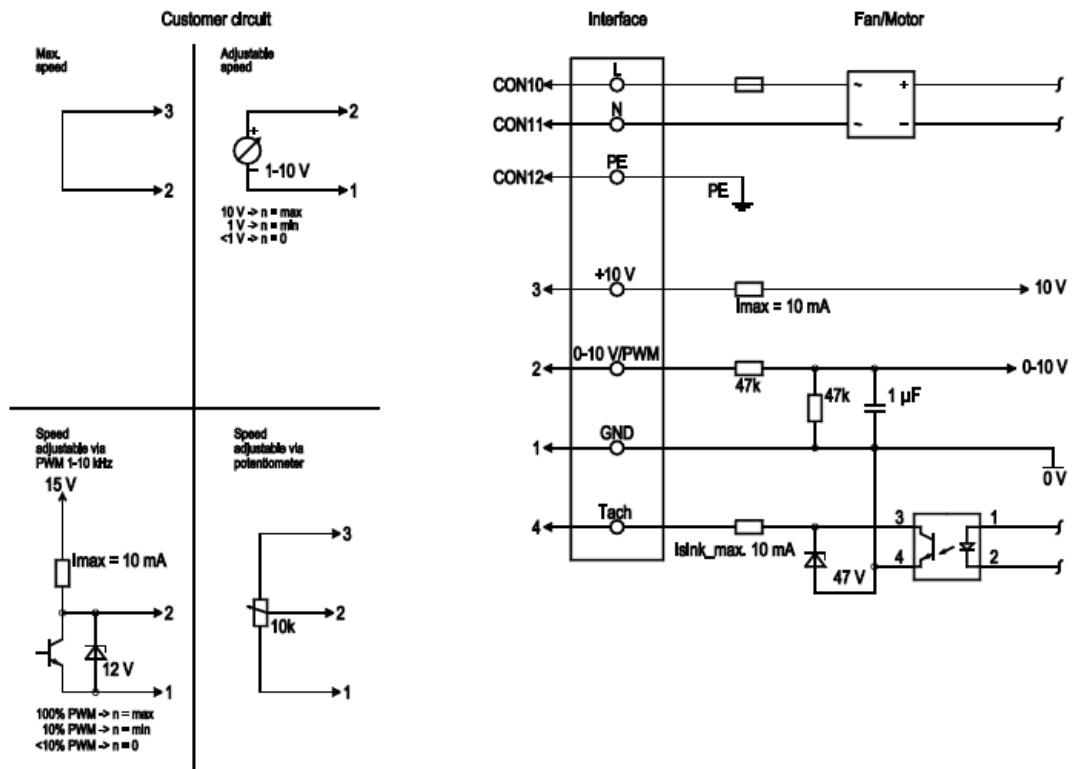 Customer circuit
Interface
Fan/Motor
Max.
speed
3
2
Adjustable
speed
2
+
1-10 V
–
1
10 V -> n = max
1 V -> n = min
<1 V -> n = 0
CON10
L
~
+
CON11
N
~
–
CON12
PE
PE
3
+10 V
Imax = 10 mA
10 V
2
0-10 V/PWM
47k
47k
1 µF
0-10 V
1
GND
0 V
4
Tach
Isink_max. 10 mA
47 V
3
4
1
2
Speed
adjustable via
PWM 1-10 kHz
15 V
Imax = 10 mA
2
12 V
1
100% PWM -> n = max
10% PWM -> n = min
<10% PWM -> n = 0
Speed
adjustable via
potentiometer
3
2
10k
1